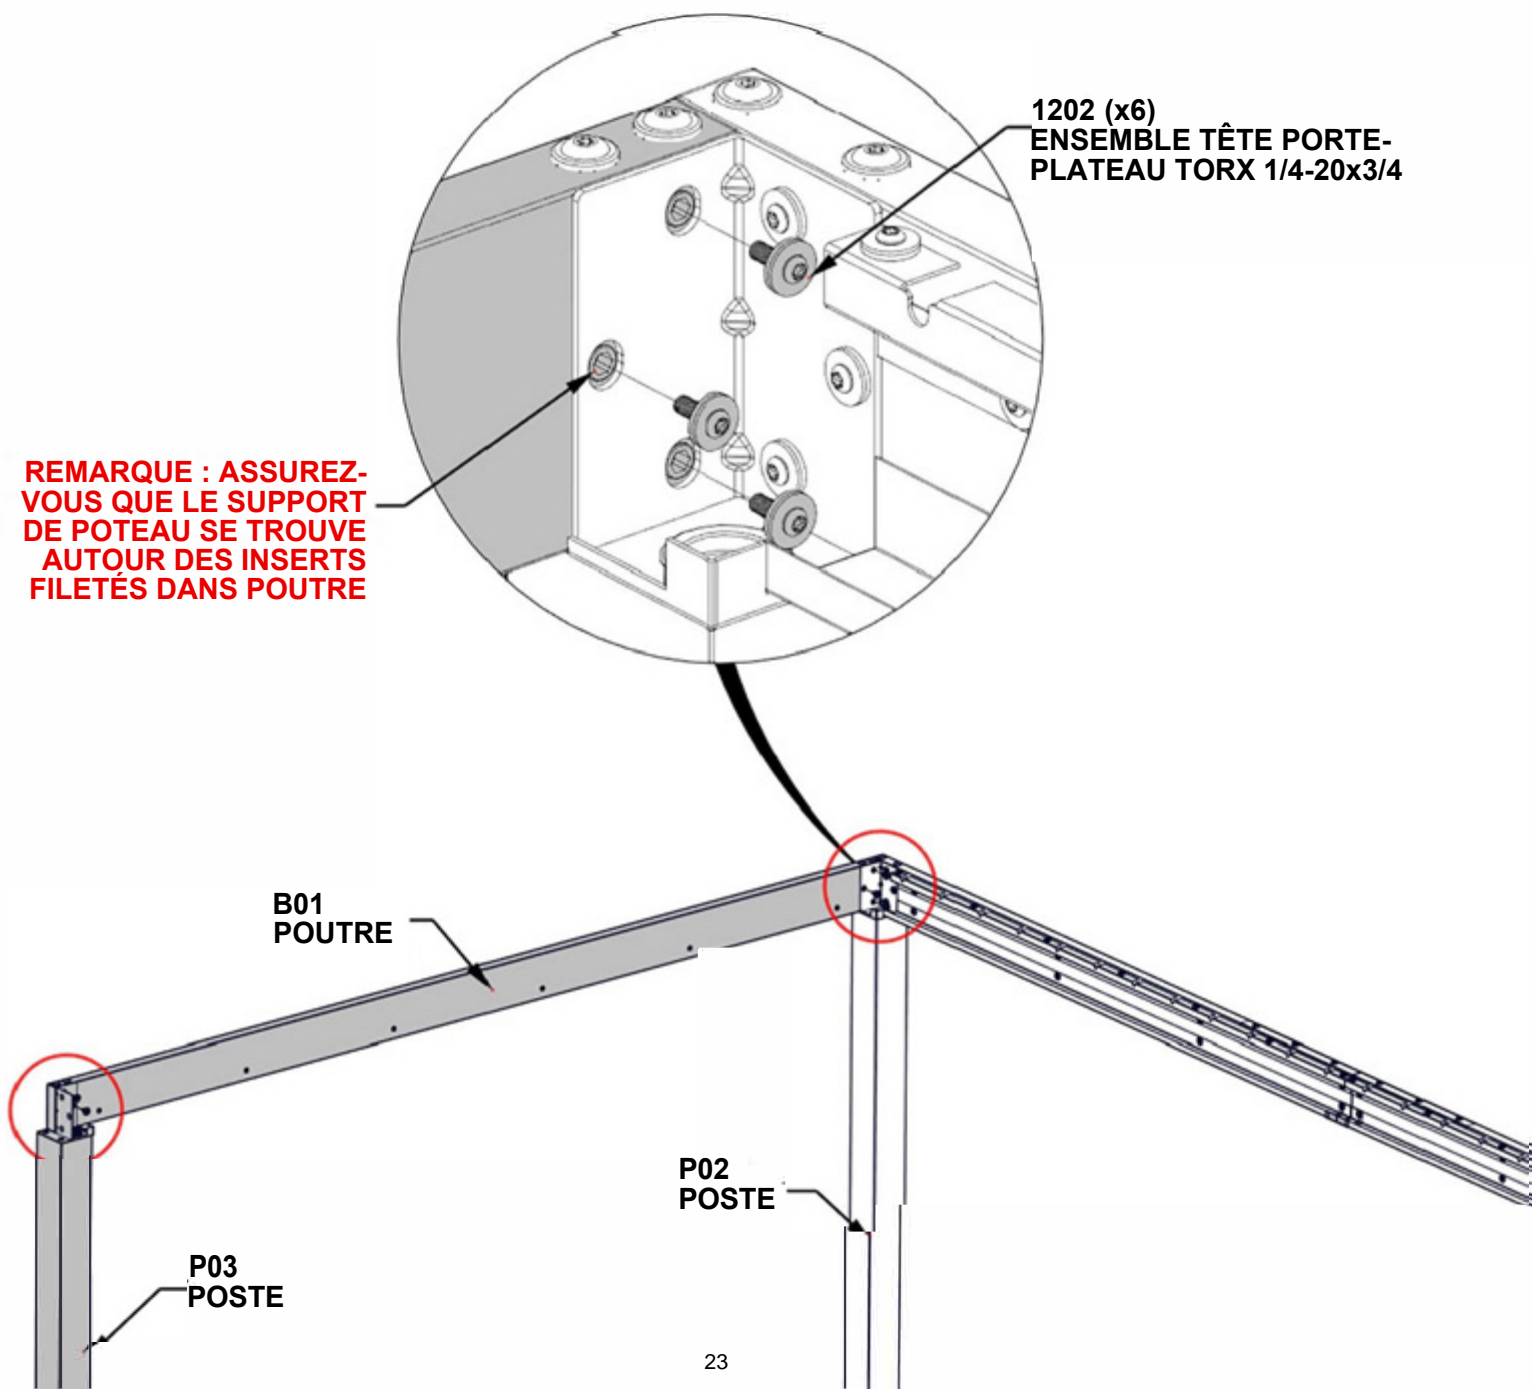 1202 (x6)
ENSEMBLE TÊTE PORTE-
PLATEAU TORX 1/4-20x3/4
REMARQUE : ASSUREZ-
VOUS QUE LE SUPPORT
DE POTEAU SE TROUVE
AUTOUR DES INSERTS
FILETÉS DANS POUTRE
B01
POUTRE
P02
POSTE
P03
POSTE
23